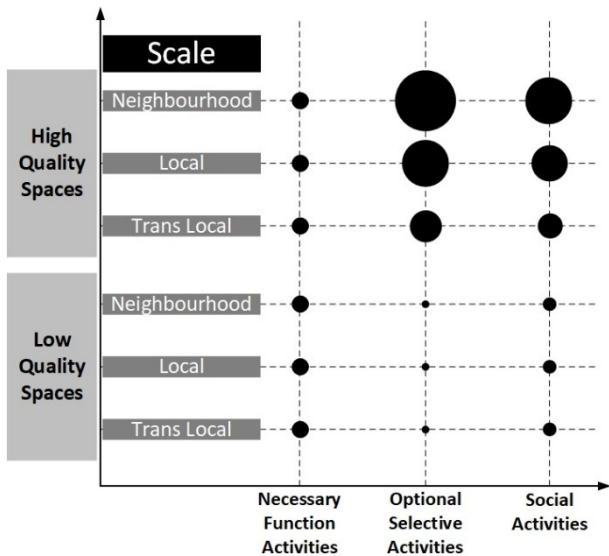 Scale
High
Quality
Spaces
Neighbourhood
Local
Trans Local
Low
Quality
Spaces
Neighbourhood
Local
Trans Local
Necessary
Function
Activities
Optional
Selective
Activities
Social
Activities